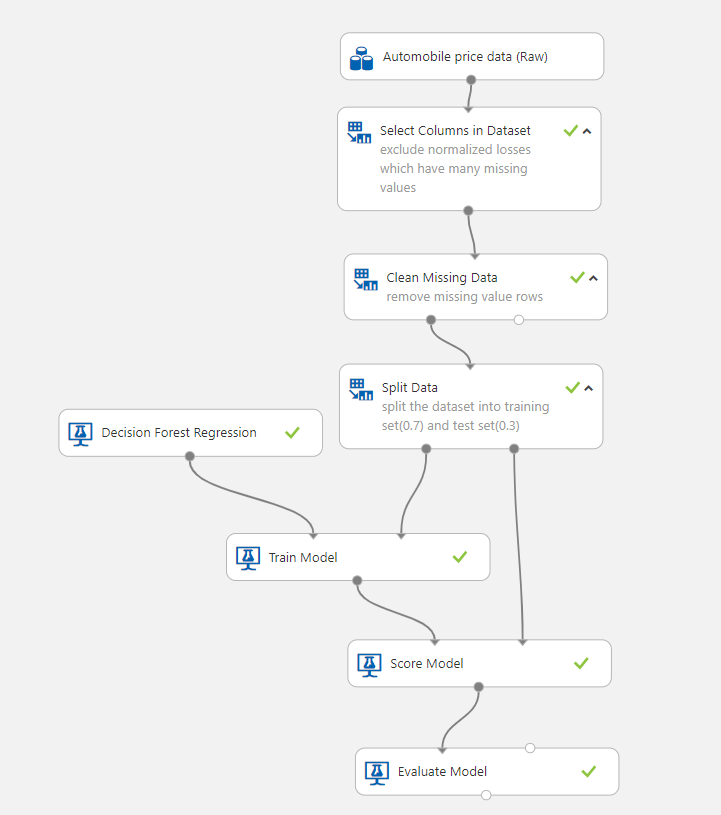 Automobile price data (Raw)
Select Columns in Dataset
exclude normalized losses
which have many missing
values
Clean Missing Data
remove missing value rows
Split Data
split the dataset into training
set(0.7) and test set(0.3)
Decision Forest Regression
Train Model
Score Model
Evaluate Model